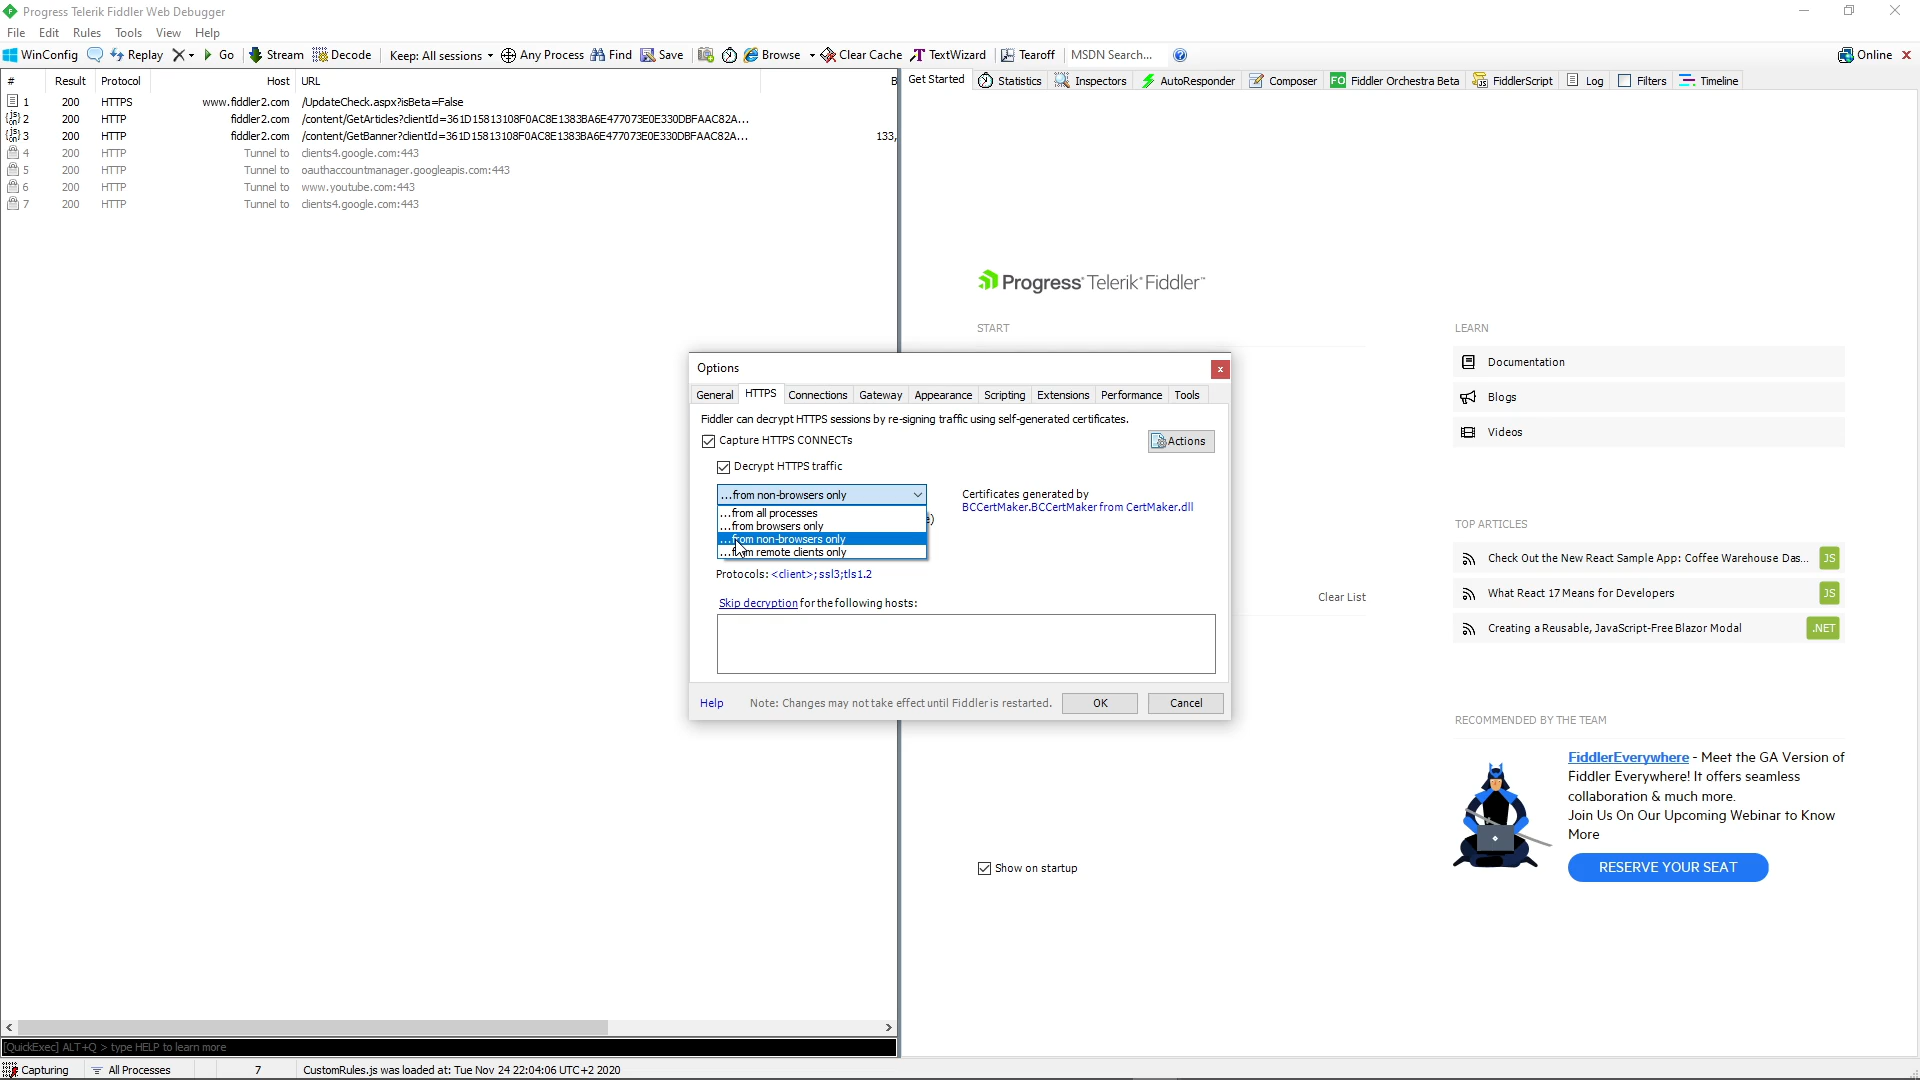 Progress Telerik Fiddler Web Debugger
File Edit Rules Tools View Help
WinConfig Replay Go Stream Decode Keep: All sessions Any Process Find Save Browse Clear Cache TextWizard Tearoff MSDN Search... Online
# Result Protocol Host URL B
1 200 HTTPS www.fiddler2.com /UpdateCheck.aspx?isBeta=False
2 200 HTTP fiddler2.com /content/GetArticles?clientId=361D15813108F0AC8E1383BA6E477073E0E330DBFAAC82A...
3 200 HTTP fiddler2.com /content/GetBanner?clientId=361D15813108F0AC8E1383BA6E477073E0E330DBFAAC82A... 133,
4 200 HTTP Tunnel to clients4.google.com:443
5 200 HTTP Tunnel to oauthaccountmanager.googleapis.com:443
6 200 HTTP Tunnel to www.youtube.com:443
7 200 HTTP Tunnel to clients4.google.com:443
Get Started Statistics Inspectors AutoResponder Composer FO Fiddler Orchestra Beta FiddlerScript Log Filters Timeline
Progress Telerik Fiddler
START
LEARN
Documentation
Blogs
Videos
Options
General HTTPS Connections Gateway Appearance Scripting Extensions Performance Tools
Fiddler can decrypt HTTPS sessions by re-signing traffic using self-generated certificates.
Capture HTTPS CONNECTs
Actions
Decrypt HTTPS traffic
...from non-browsers only
...from all processes
...from browsers only
...from non-browsers only
...from remote clients only
Certificates generated by
BCCertMaker.BCCertMaker from CertMaker.dll
Protocols: <client>;ssl3;tls1.2
Skip decryption for the following hosts:
Help Note: Changes may not take effect until Fiddler is restarted. OK Cancel
Clear List
TOP ARTICLES
Check Out the New React Sample App: Coffee Warehouse Das... JS
What React 17 Means for Developers JS
Creating a Reusable, JavaScript-Free Blazor Modal .NET
RECOMMENDED BY THE TEAM
FiddlerEverywhere - Meet the GA Version of
Fiddler Everywhere! It offers seamless
collaboration & much more.
Join Us On Our Upcoming Webinar to Know
More
RESERVE YOUR SEAT
Show on startup
[QuickExec] ALT+Q > type HELP to learn more
Capturing All Processes 7 CustomRules.js was loaded at: Tue Nov 24 22:04:06 UTC+2 2020